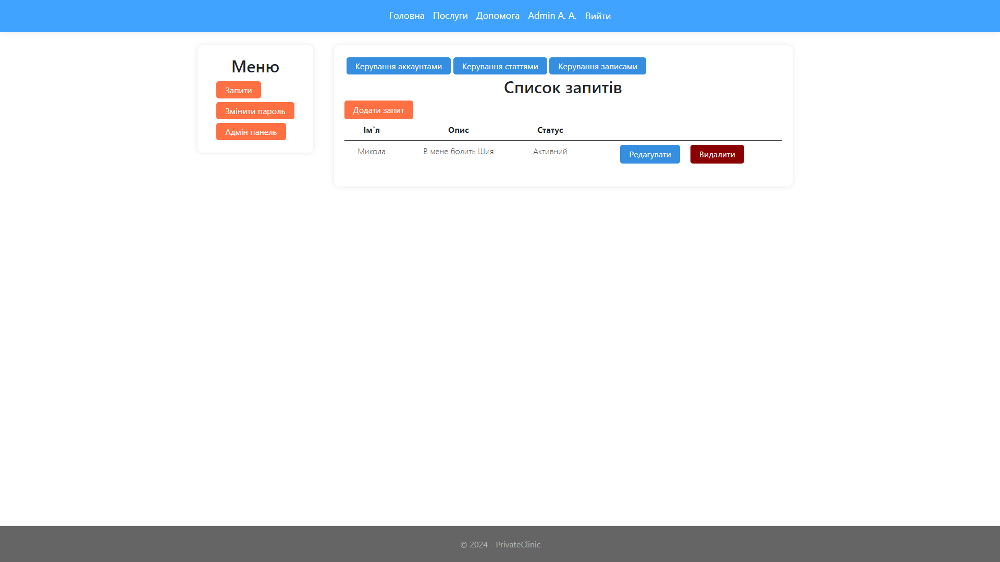 Головна Послуги Допомога Admin A. A. Вийти
Меню
Запити
Змінити пароль
Адмін панель
Керування аккаунтами Керування статтями Керування записами
Список запитів
Додати запит
Ім`я Опис Статус
Микола В мене болить Шия Активний Редагувати Видалити
© 2024 - PrivateClinic